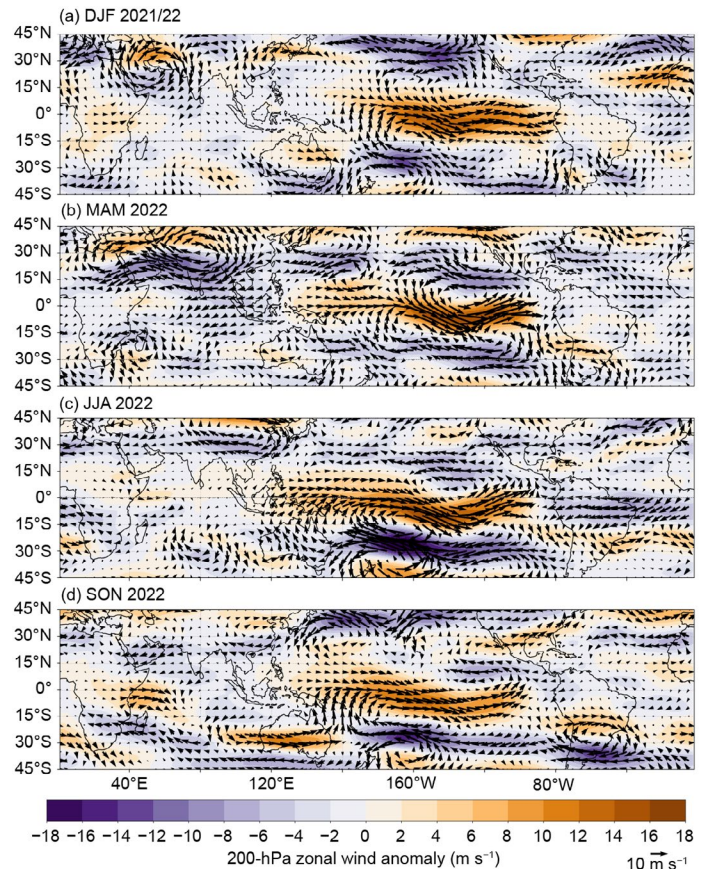 (a) DJF 2021/22
45°N
30°N
15°N
0°
15°S
30°S
45°S
(b) MAM 2022
45°N
30°N
15°N
0°
15°S
30°S
45°S
(c) JJA 2022
45°N
30°N
15°N
0°
15°S
30°S
45°S
(d) SON 2022
45°N
30°N
15°N
0°
15°S
30°S
45°S
40°E 120°E 160°W 80°W
−18 −16 −14 −12 −10 −8 −6 −4 −2 0 2 4 6 8 10 12 14 16 18
200-hPa zonal wind anomaly (m s⁻¹)
10 m s⁻¹